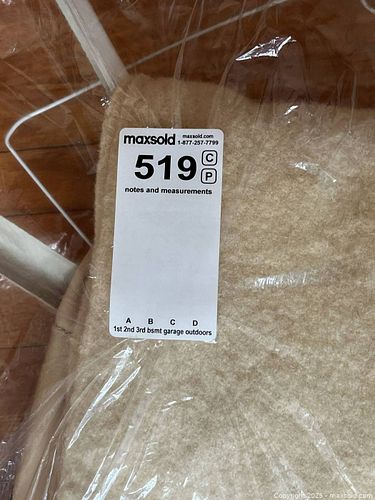 maxsold maxsold.com
1-877-257-7799
519 C
P
notes and measurements
A B C D
1st 2nd 3rd bsmt garage outdoors
Copyright 2025 - maxsold.com